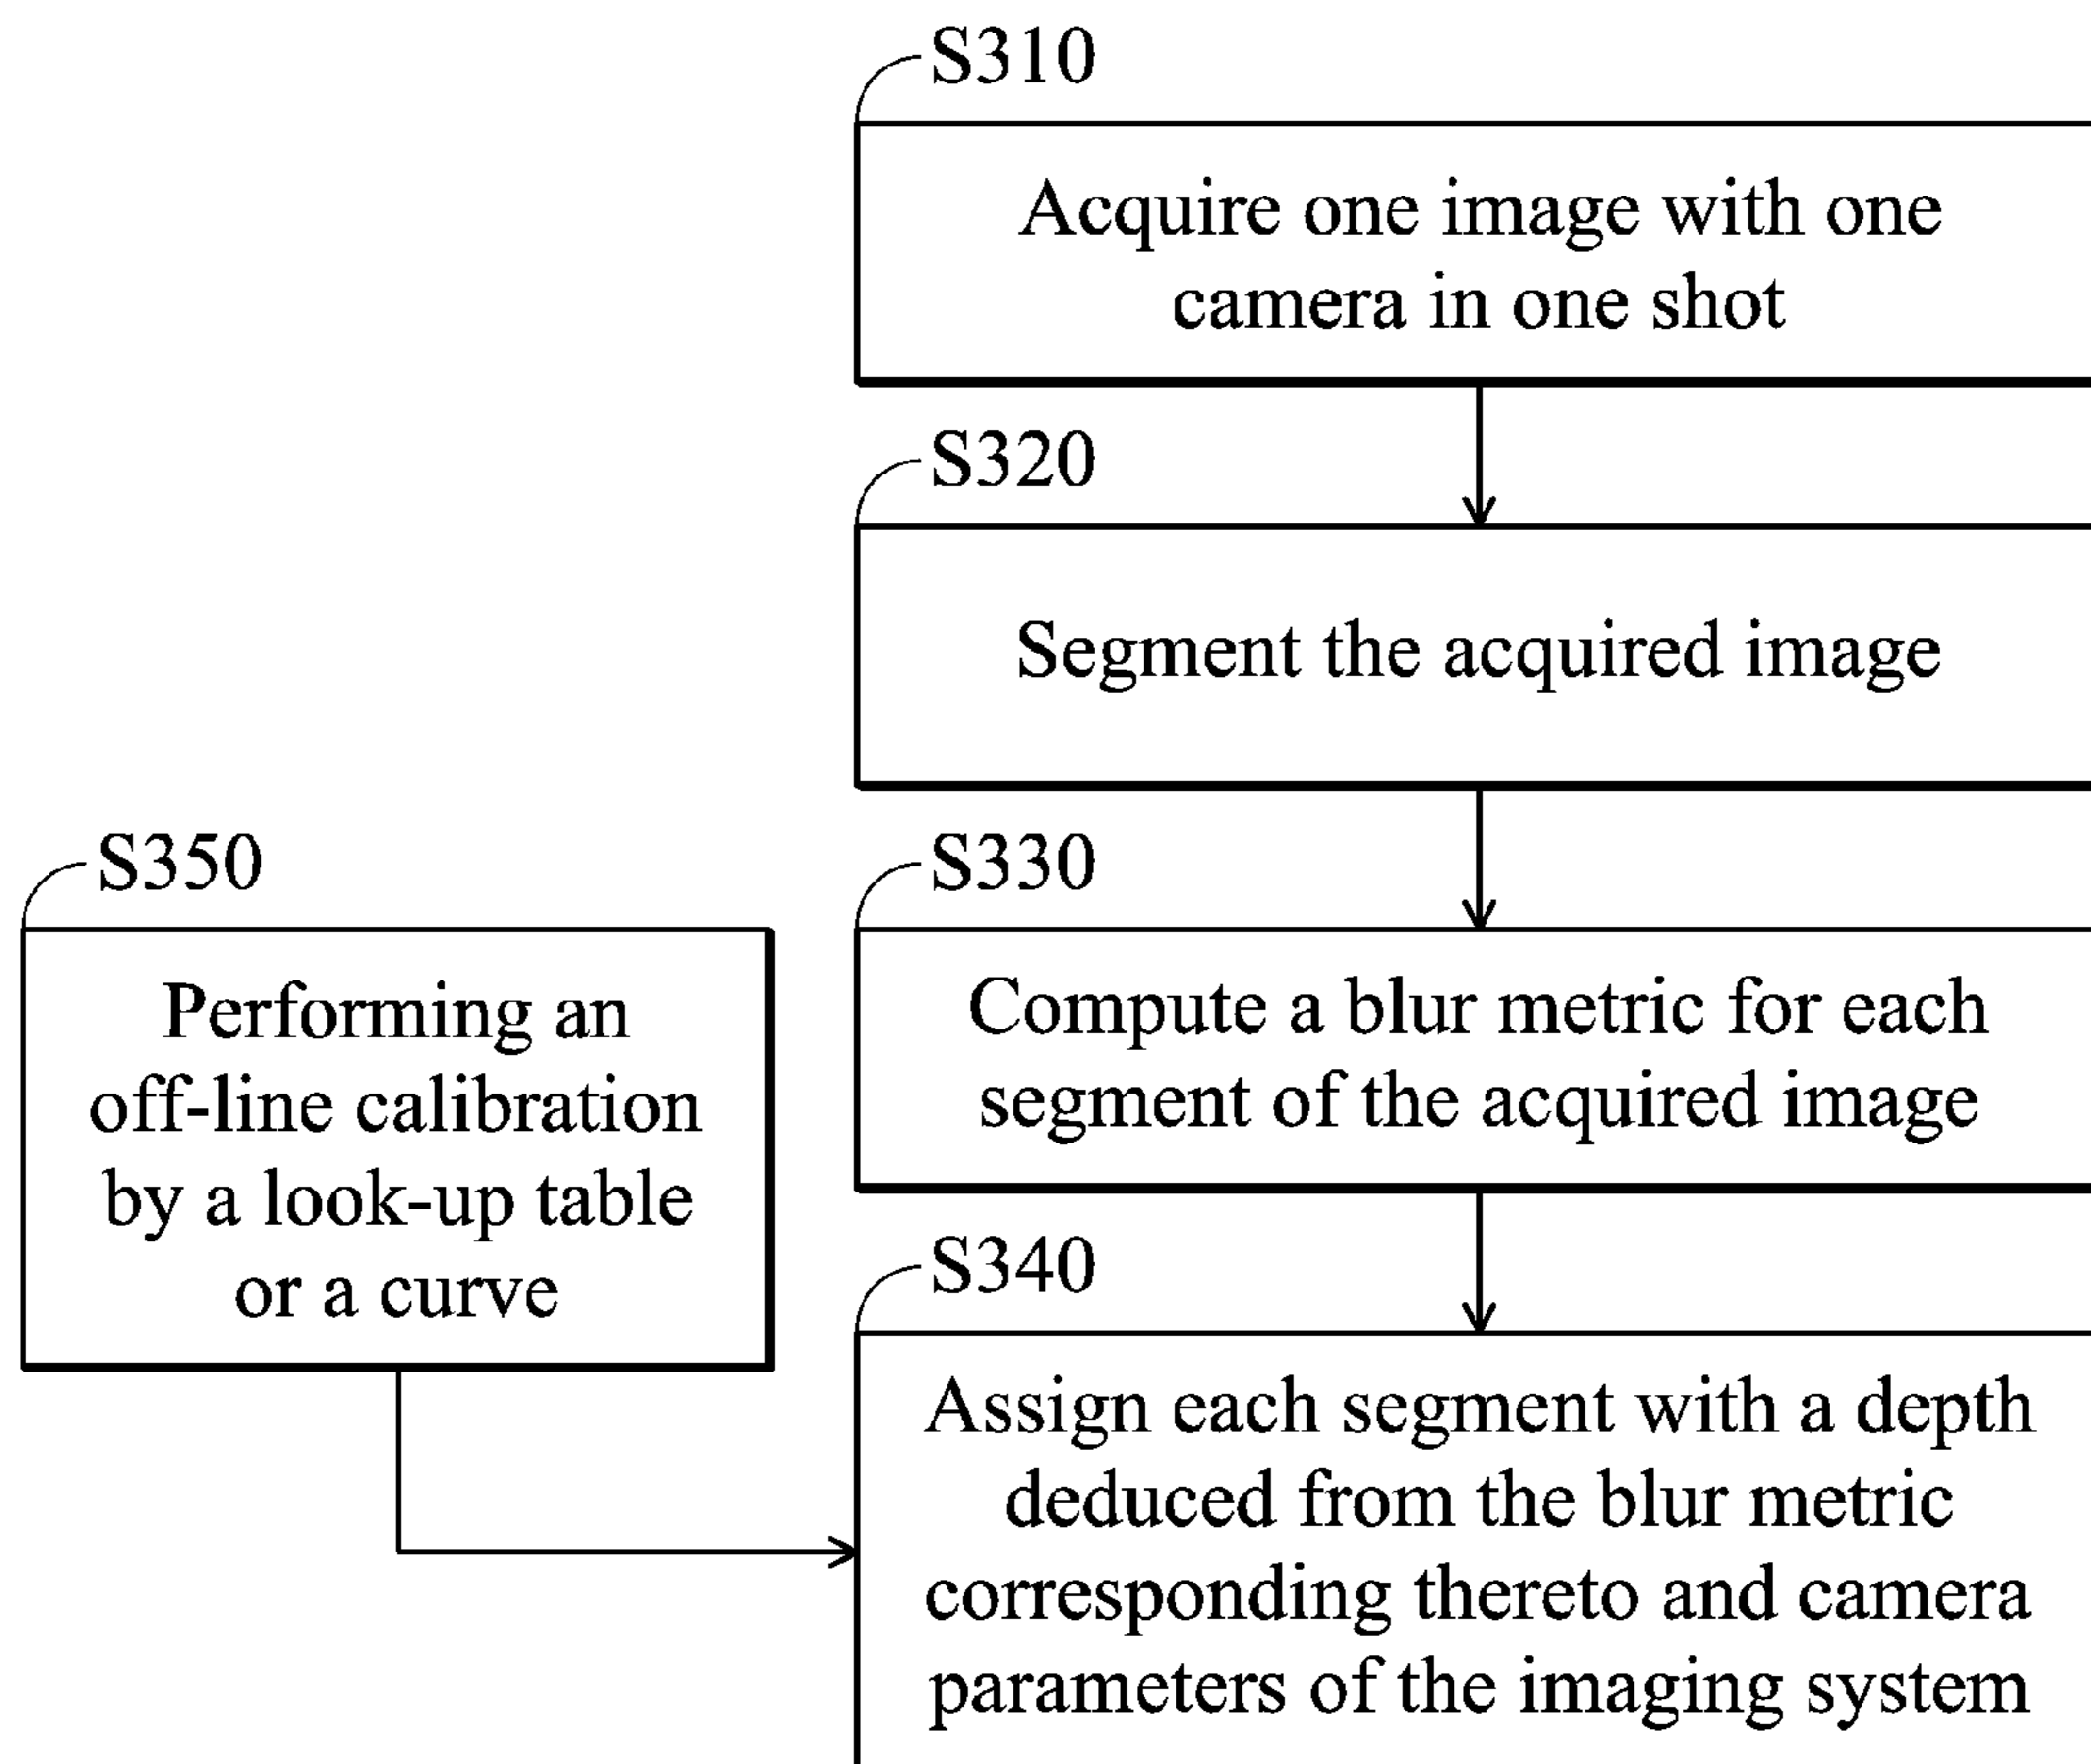 S310
Acquire one image with one
camera in one shot
S320
Segment the acquired image
S350
Performing an
off-line calibration
by a look-up table
or a curve
S330
Compute a blur metric for each
segment of the acquired image
S340
Assign each segment with a depth
deduced from the blur metric
corresponding thereto and camera
parameters of the imaging system